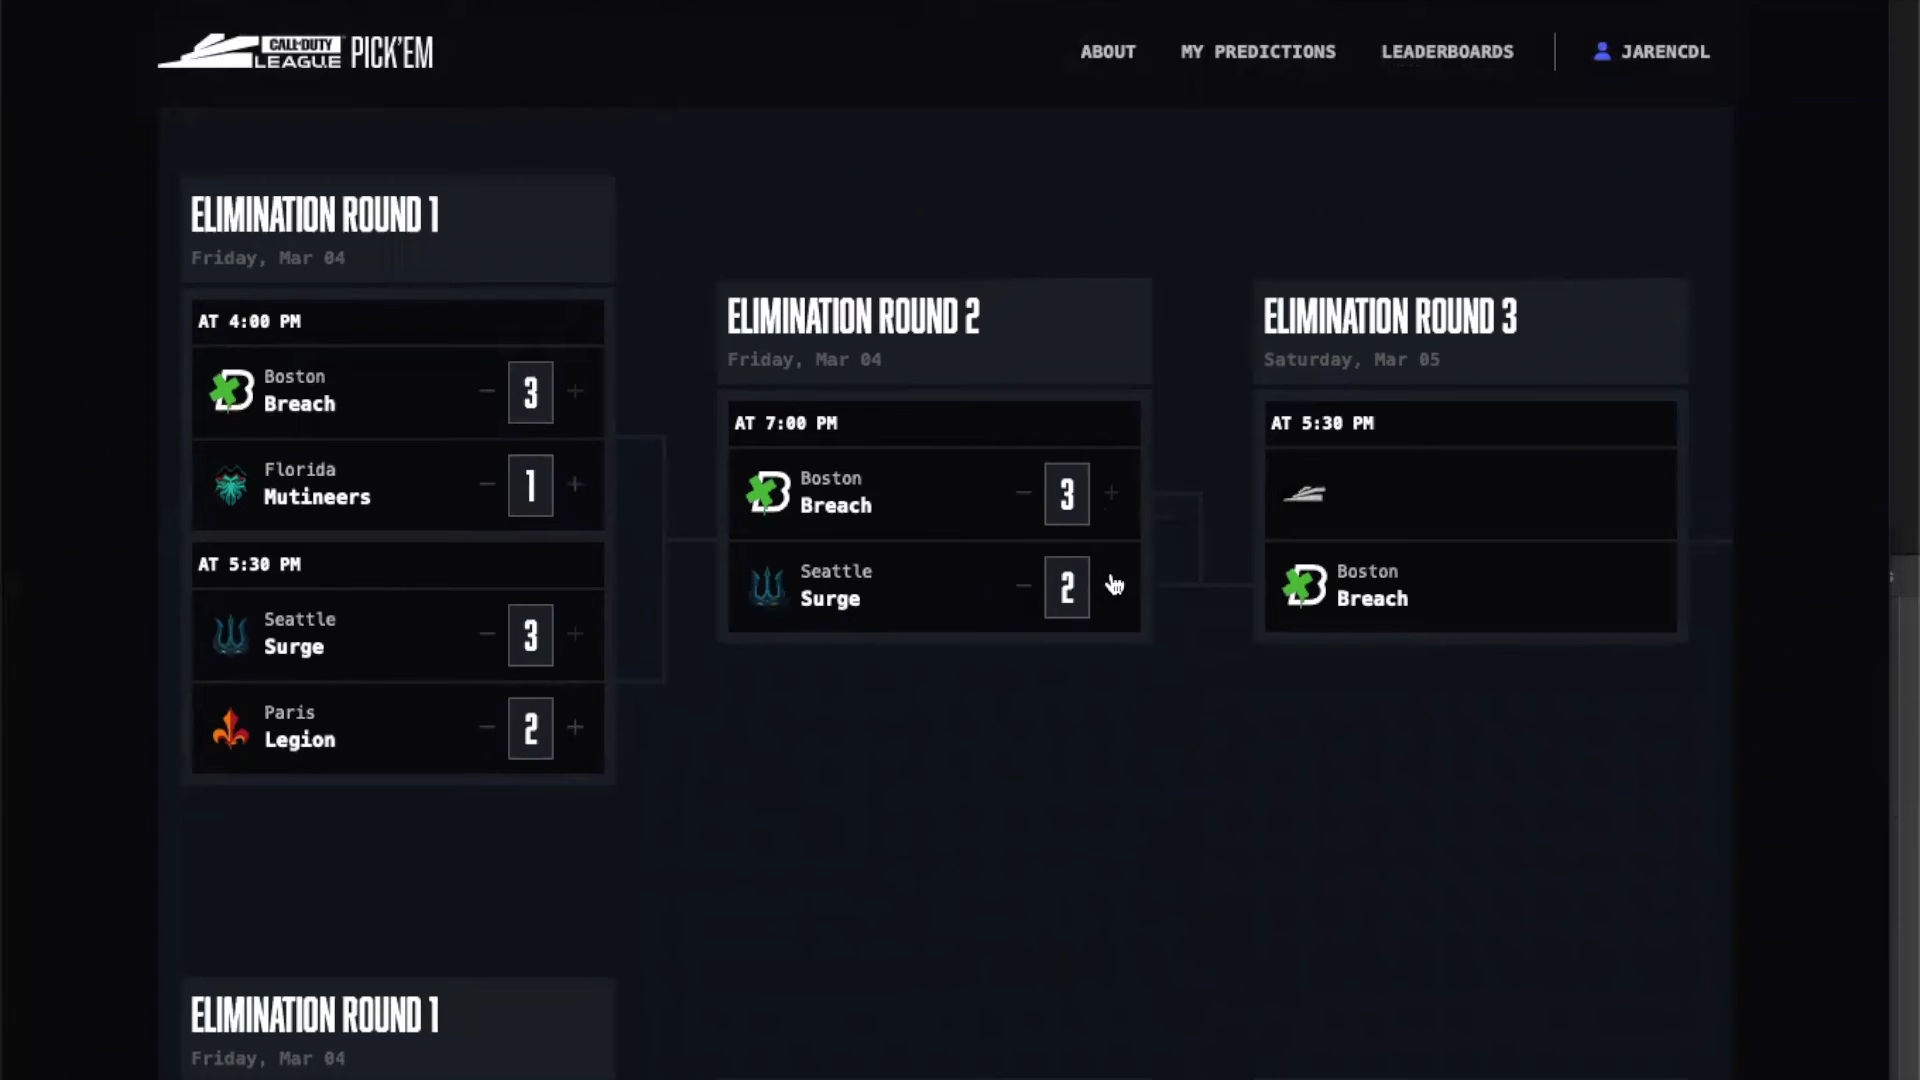 CALL OF DUTY
LEAGUE PICK'EM
ABOUT
MY PREDICTIONS
LEADERBOARDS
JARENCDL
ELIMINATION ROUND 1
Friday, Mar 04
AT 4:00 PM
Boston
Breach
— 3 +
Florida
Mutineers
— 1 +
AT 5:30 PM
Seattle
Surge
— 3 +
Paris
Legion
— 2 +
ELIMINATION ROUND 2
Friday, Mar 04
AT 7:00 PM
Boston
Breach
— 3 +
Seattle
Surge
— 2
ELIMINATION ROUND 3
Saturday, Mar 05
AT 5:30 PM
Boston
Breach
ELIMINATION ROUND 1
Friday, Mar 04